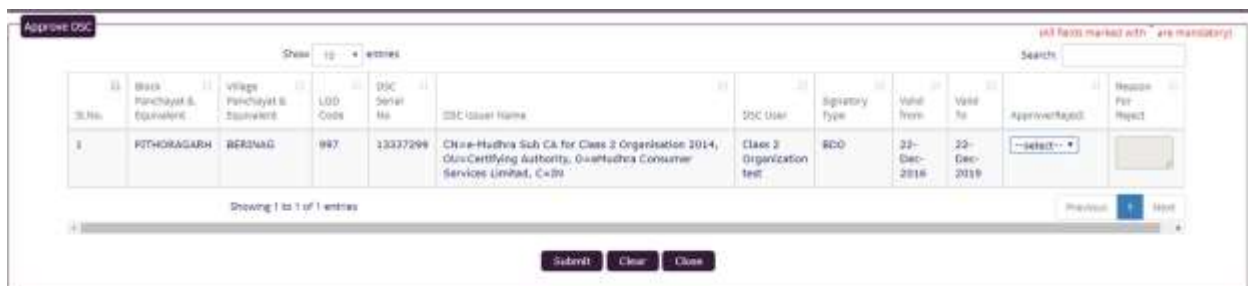 Approve DSC
(All fields marked with * are mandatory)
Show 10 entries
Search:
Sl.No.
Block Panchayat & Equivalent
Village Panchayat & Equivalent
LGD Code
DSC Serial No
DSC Issuer Name
DSC User
Signatory Type
Valid from
Valid To
Approve/Reject
Reason For Reject
1
PITHORAGARH
BERINAG
997
13337299
CN=e-Mudhra Sub CA for Class 2 Organisation 2014,
OU=Certifying Authority, O=eMudhra Consumer
Services Limited, C=IN
Class 2
Organization
test
BDO
22-
Dec-
2016
22-
Dec-
2019
--select--
Showing 1 to 1 of 1 entries
Previous 1 Next
Submit Clear Close